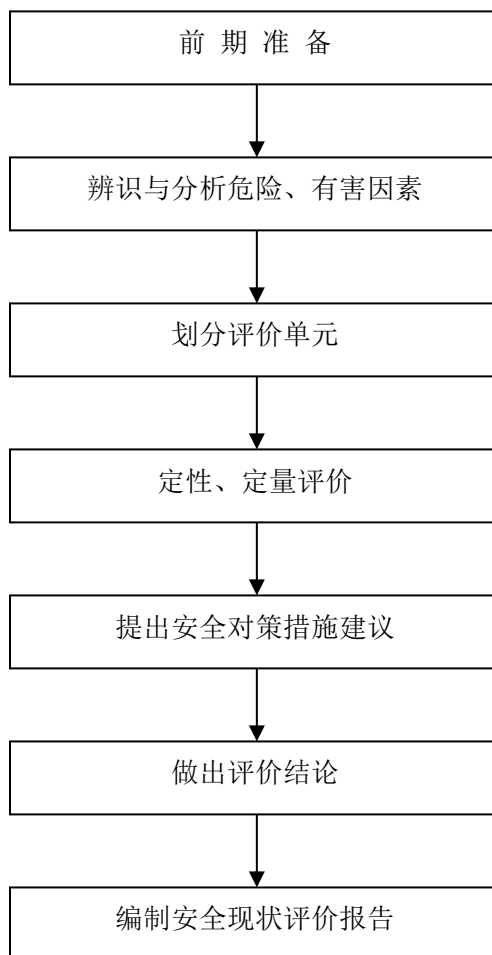 前 期 准 备
辨识与分析危险、有害因素
划分评价单元
定性、定量评价
提出安全对策措施建议
做出评价结论
编制安全现状评价报告